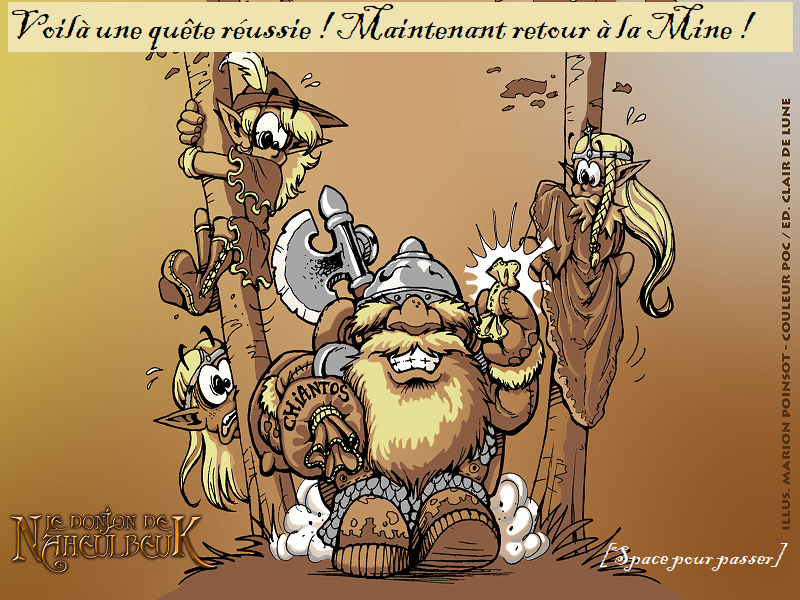 Voilà une quête réussie ! Maintenant retour à la Mine !
CHIANTOS
LE DONJON DE
NAHEULBEUK
[Space pour passer]
ILLUS. MARION POINSOT - COULEUR POC / ED. CLAIR DE LUNE